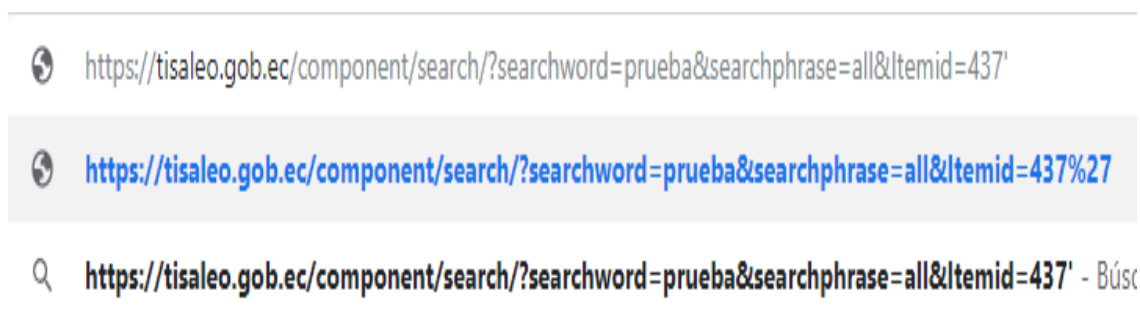 https://tisaleo.gob.ec/component/search/?searchword=prueba&searchphrase=all&Itemid=437'
https://tisaleo.gob.ec/component/search/?searchword=prueba&searchphrase=all&Itemid=437%27
https://tisaleo.gob.ec/component/search/?searchword=prueba&searchphrase=all&Itemid=437' -